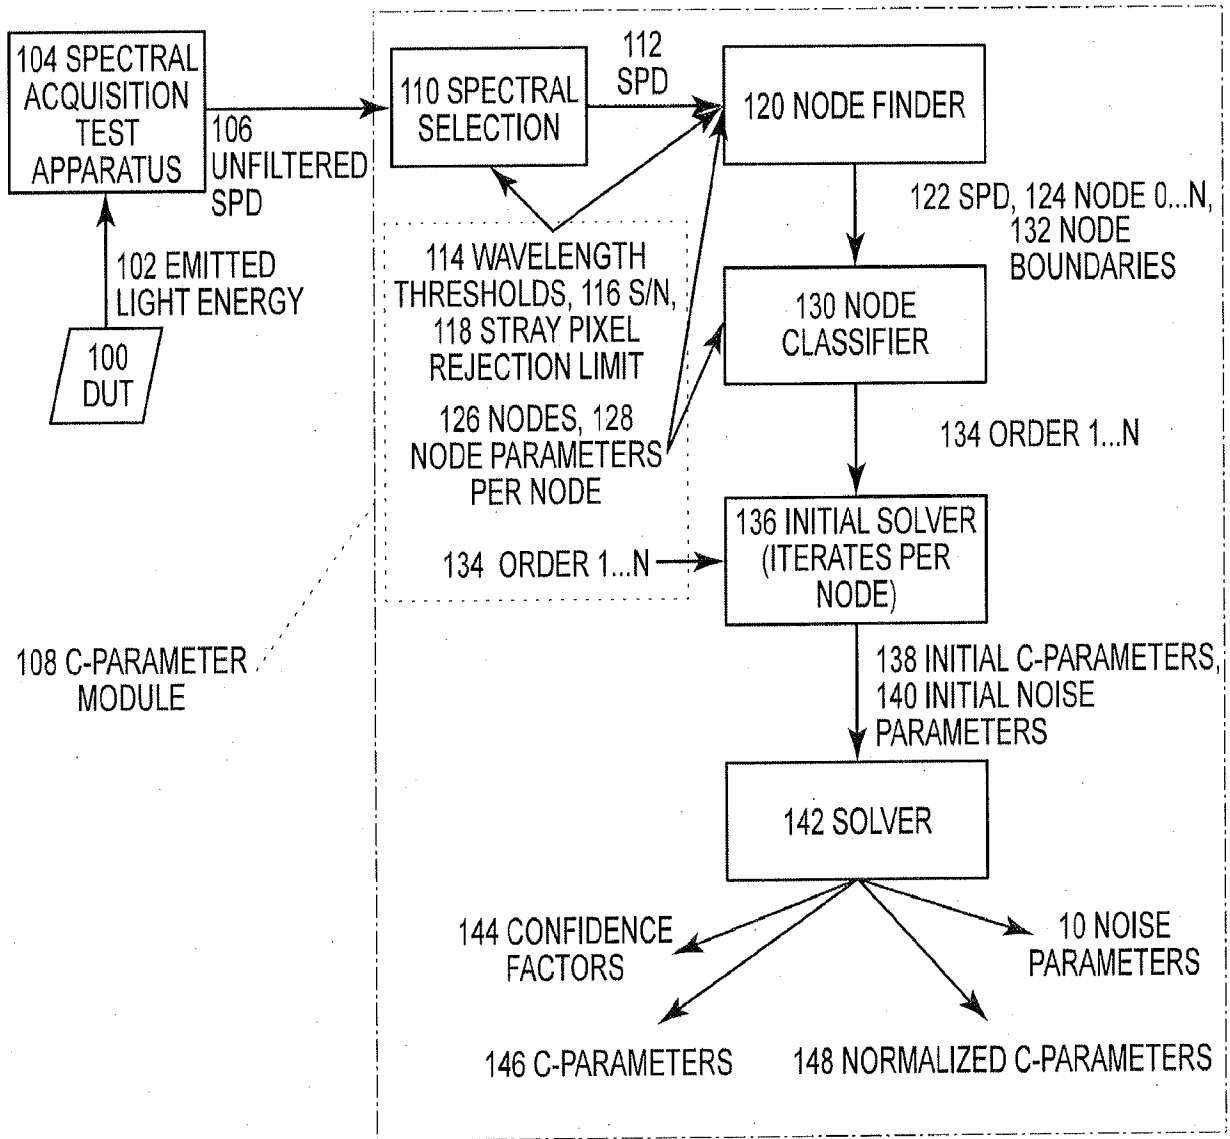 104 SPECTRAL
ACQUISITION
TEST
APPARATUS
106
UNFILTERED
SPD
102 EMITTED
LIGHT ENERGY
100
DUT
110 SPECTRAL
SELECTION
112
SPD
120 NODE FINDER
122 SPD, 124 NODE 0...N,
132 NODE
BOUNDARIES
114 WAVELENGTH
THRESHOLDS, 116 S/N,
118 STRAY PIXEL
REJECTION LIMIT
126 NODES, 128
NODE PARAMETERS
PER NODE
130 NODE
CLASSIFIER
134 ORDER 1...N
134 ORDER 1...N
136 INITIAL SOLVER
(ITERATES PER
NODE)
108 C-PARAMETER
MODULE
138 INITIAL C-PARAMETERS,
140 INITIAL NOISE
PARAMETERS
142 SOLVER
144 CONFIDENCE
FACTORS
10 NOISE
PARAMETERS
146 C-PARAMETERS
148 NORMALIZED C-PARAMETERS